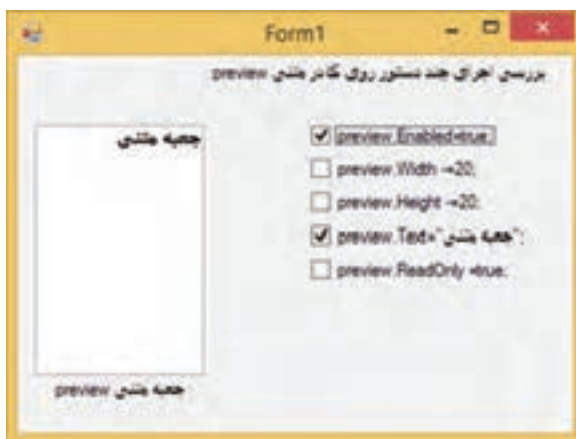 Form1
بررسی اجرای چند دستور روی کادر متنی preview
جعبه متنی
preview.Enabled=true;
preview.Width -=20;
preview.Height -=20;
preview.Text="جعبه متنی";
preview.ReadOnly =true;
جعبه متنی preview